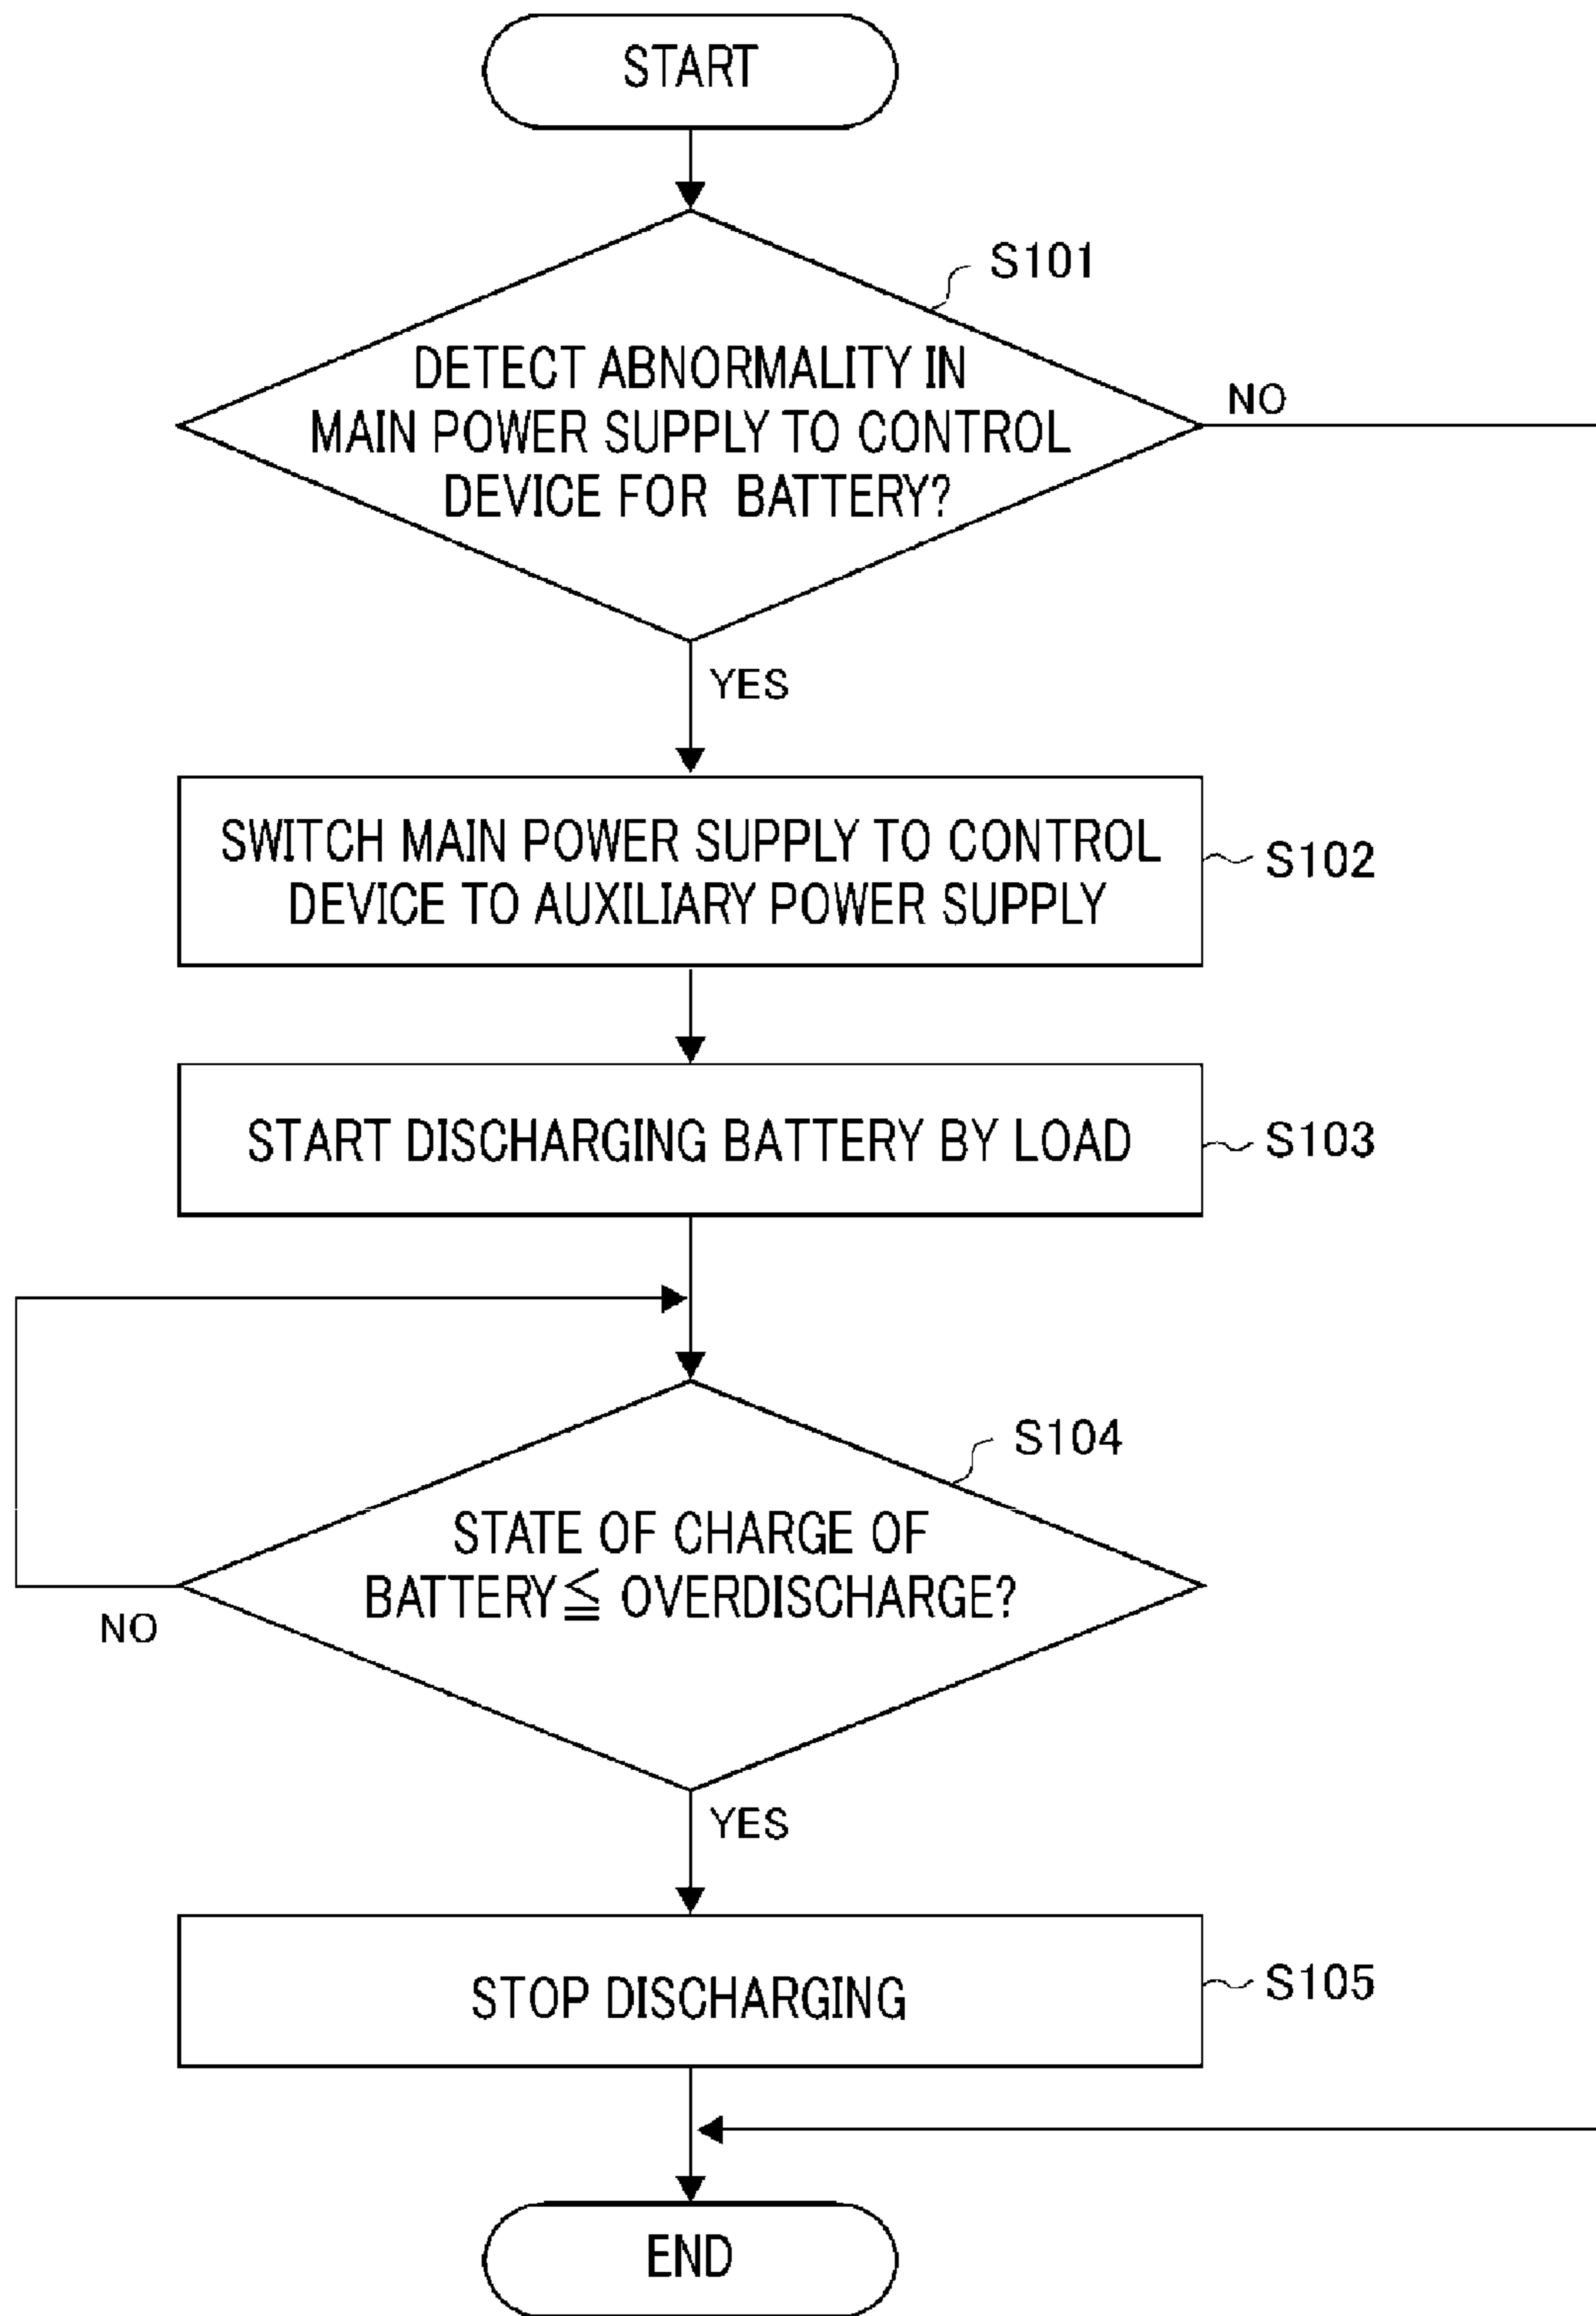 START
S101
DETECT ABNORMALITY IN
MAIN POWER SUPPLY TO CONTROL
DEVICE FOR BATTERY?
NO
YES
SWITCH MAIN POWER SUPPLY TO CONTROL
DEVICE TO AUXILIARY POWER SUPPLY
S102
START DISCHARGING BATTERY BY LOAD
S103
S104
STATE OF CHARGE OF
BATTERY≦ OVERDISCHARGE?
NO
YES
STOP DISCHARGING
S105
END